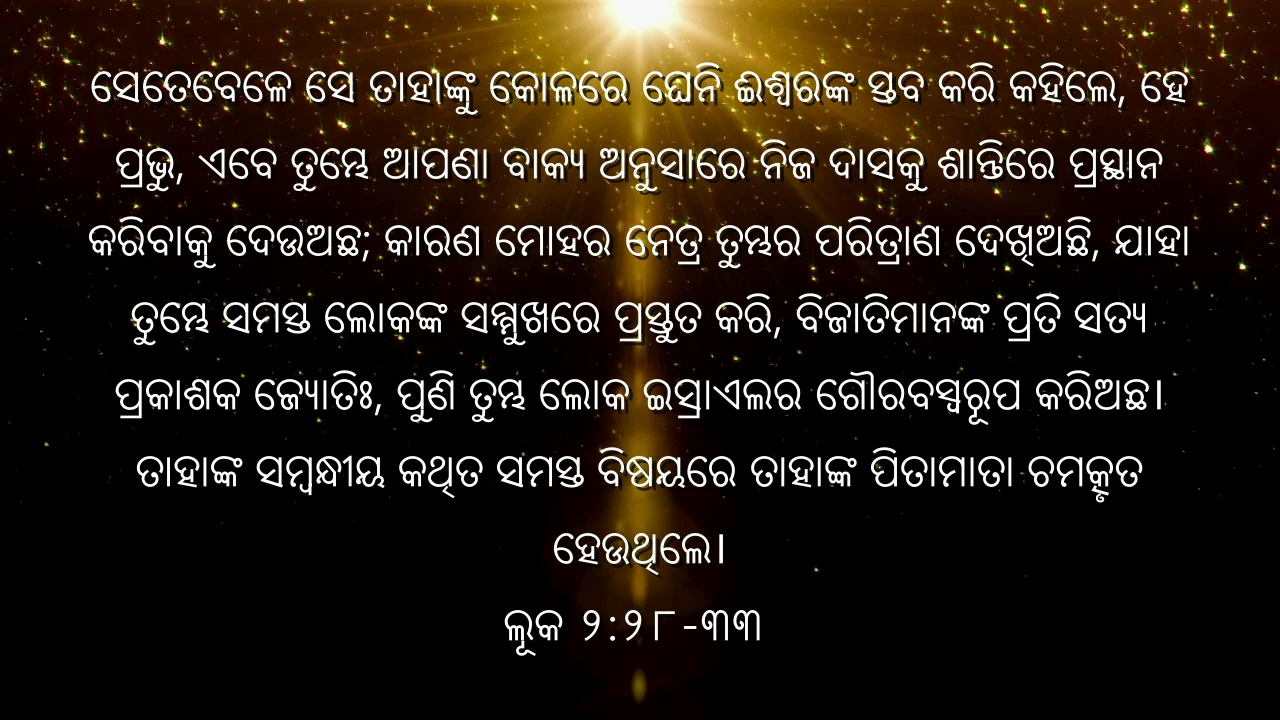 ସେତେବେଳେ ସେ ତାହାଙ୍କୁ କୋଳରେ ଘେନି ଈଶ୍ୱରଙ୍କ ସ୍ତବ କରି କହିଲେ, ହେ
ପ୍ରଭୁ, ଏବେ ତୁମ୍ଭେ ଆପଣା ବାକ୍ୟ ଅନୁସାରେ ନିଜ ଦାସକୁ ଶାନ୍ତିରେ ପ୍ରସ୍ଥାନ
କରିବାକୁ ଦେଉଅଛ; କାରଣ ମୋହର ନେତ୍ର ତୁମ୍ଭର ପରିତ୍ରାଣ ଦେଖିଅଛି, ଯାହା
ତୁମ୍ଭେ ସମସ୍ତ ଲୋକଙ୍କ ସମ୍ମୁଖରେ ପ୍ରସ୍ତୁତ କରି, ବିଜାତିମାନଙ୍କ ପ୍ରତି ସତ୍ୟ
ପ୍ରକାଶକ ଜ୍ୟୋତିଃ, ପୁଣି ତୁମ୍ଭ ଲୋକ ଇସ୍ରାଏଲର ଗୌରବସ୍ୱରୂପ କରିଅଛ।
ତାହାଙ୍କ ସମ୍ବନ୍ଧୀୟ କଥିତ ସମସ୍ତ ବିଷୟରେ ତାହାଙ୍କ ପିତାମାତା ଚମତ୍କୃତ
ହେଉଥିଲେ।
ଲୂକ ୨:୨୮-୩୩